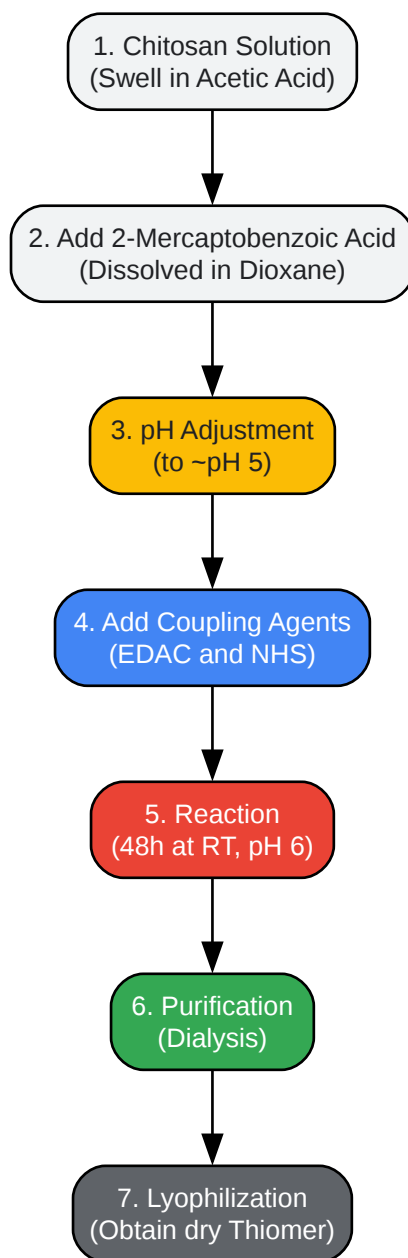 1. Chitosan Solution
(Swell in Acetic Acid)
2. Add 2-Mercaptobenzoic Acid
(Dissolved in Dioxane)
3. pH Adjustment
(to ~pH 5)
4. Add Coupling Agents
(EDAC and NHS)
5. Reaction
(48h at RT, pH 6)
6. Purification
(Dialysis)
7. Lyophilization
(Obtain dry Thiomer)